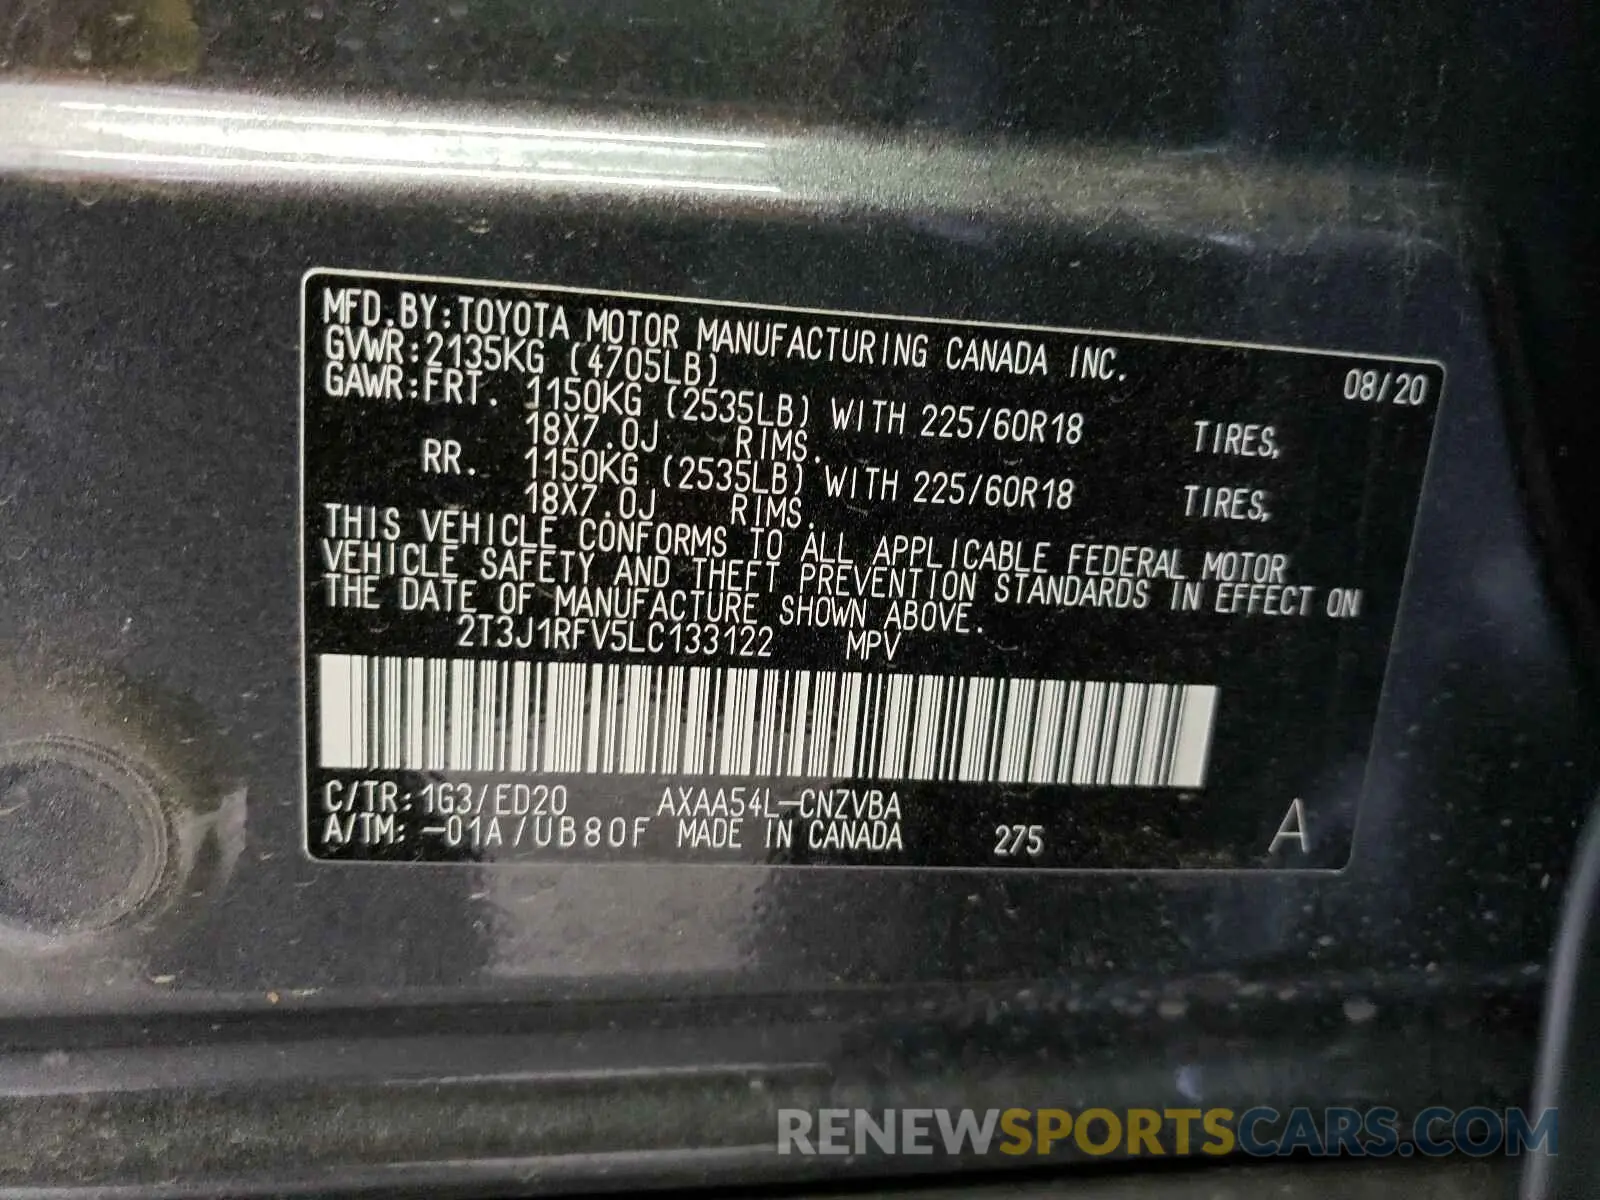 MFD.BY:TOYOTA MOTOR MANUFACTURING CANADA INC.
GVWR:2135KG (4705LB) 08/20
GAWR:FRT. 1150KG (2535LB) WITH 225/60R18 TIRES,
18X7.0J RIMS.
RR. 1150KG (2535LB) WITH 225/60R18 TIRES,
18X7.0J RIMS.
THIS VEHICLE CONFORMS TO ALL APPLICABLE FEDERAL MOTOR
VEHICLE SAFETY AND THEFT PREVENTION STANDARDS IN EFFECT ON
THE DATE OF MANUFACTURE SHOWN ABOVE.
2T3J1RFV5LC133122 MPV
C/TR:1G3/ED20 AXAA54L-CNZVBA
A/TM: -01A/UB80F MADE IN CANADA 275 A
RENEWSPORTSCARS.COM